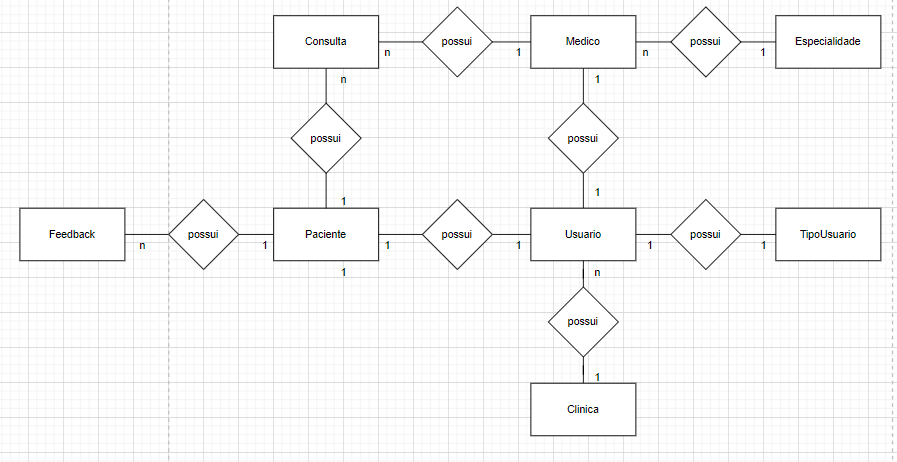 Consulta
possui
Medico
possui
Especialidade
n
1
n
1
n
1
possui
possui
1
1
Feedback
possui
Paciente
possui
Usuario
possui
TipoUsuario
n
1
1
1
1
1
1
n
possui
1
Clinica